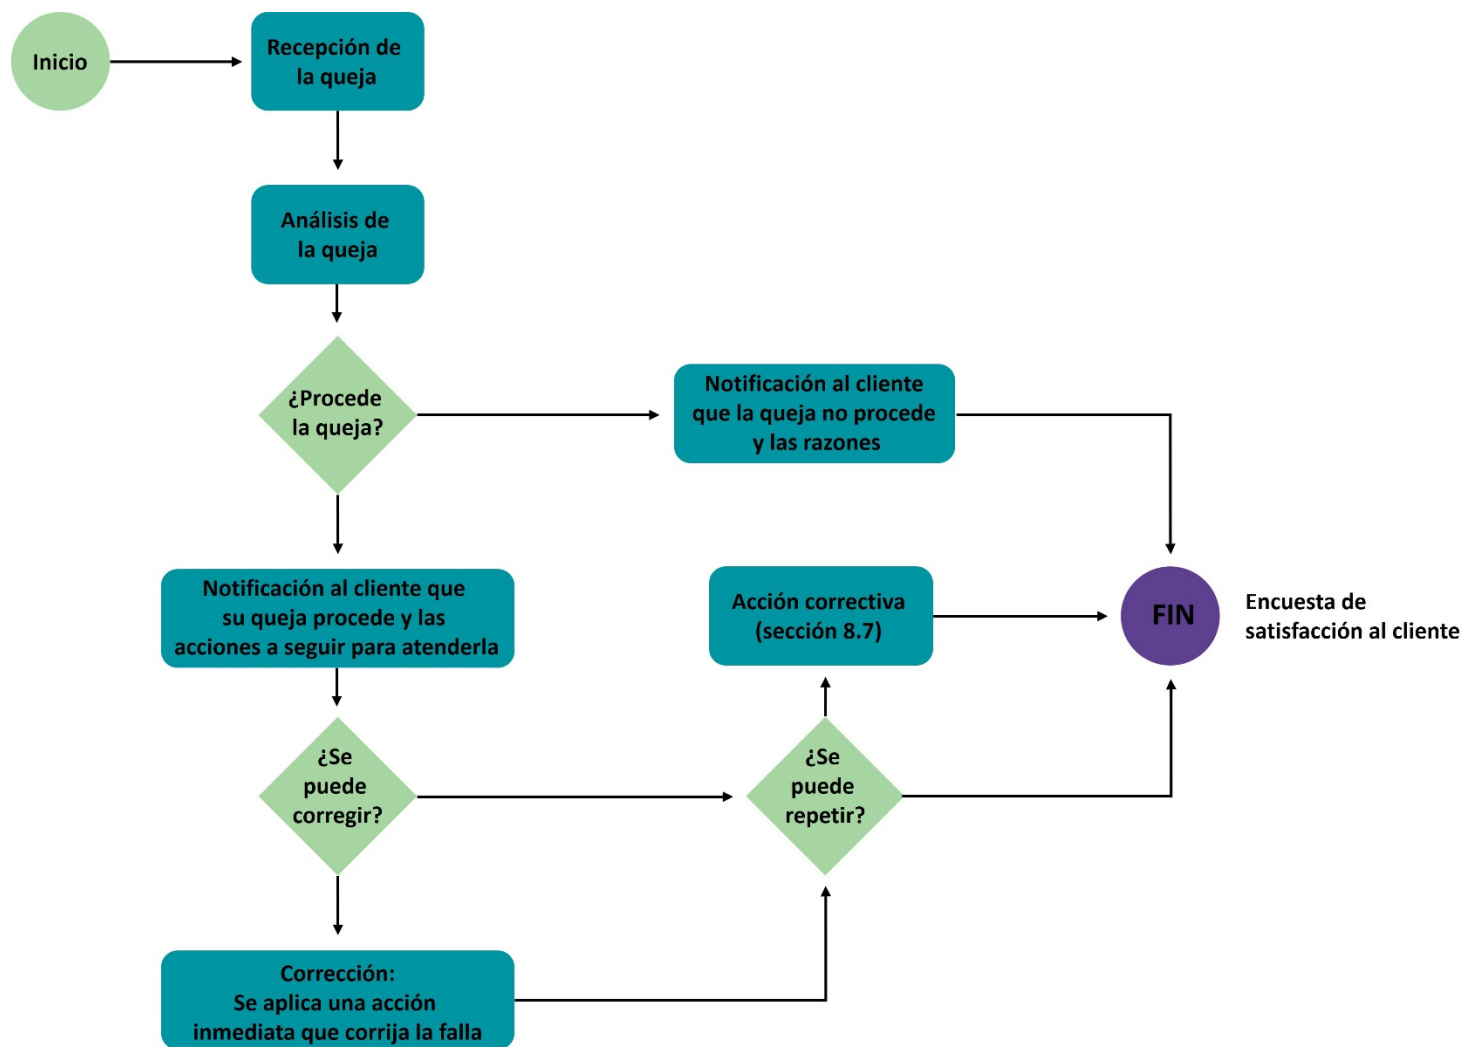 Inicio
Recepción de
la queja
Análisis de
la queja
¿Procede
la queja?
Notificación al cliente
que la queja no procede
y las razones
Notificación al cliente que
su queja procede y las
acciones a seguir para atenderla
Acción correctiva
(sección 8.7)
FIN
Encuesta de
satisfacción al cliente
¿Se
puede
corregir?
¿Se
puede
repetir?
Corrección:
Se aplica una acción
inmediata que corrija la falla